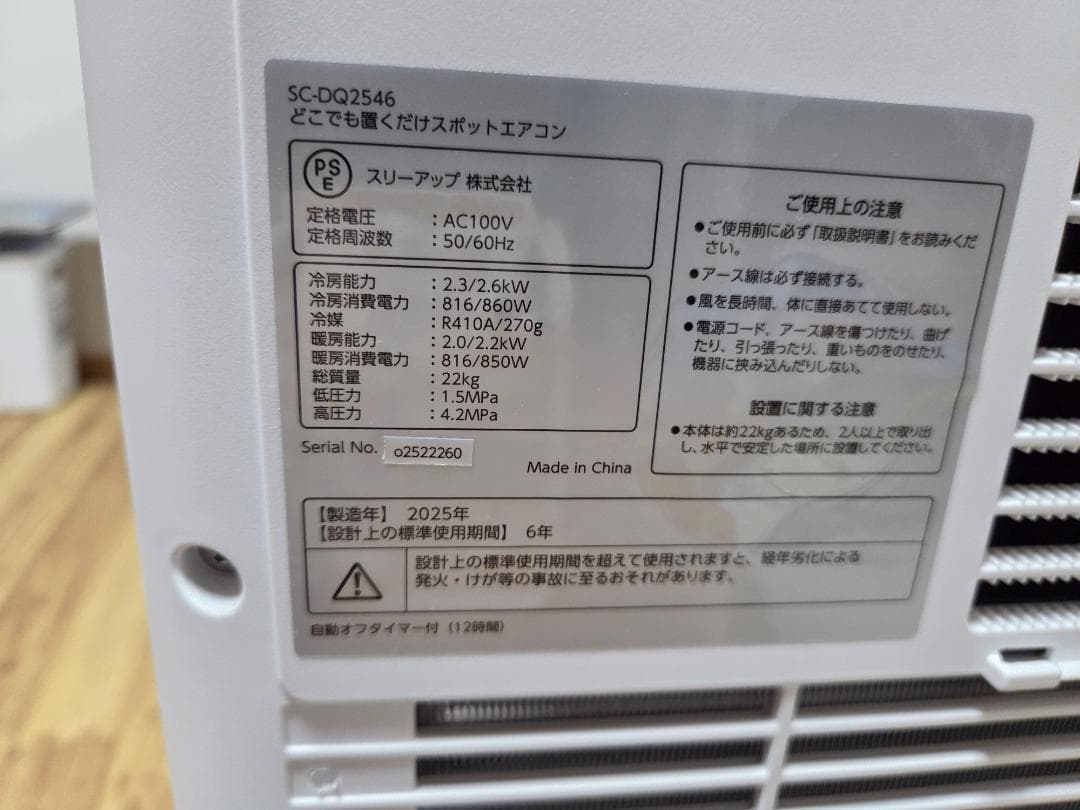 SC-DQ2546
どこでも置くだけスポットエアコン
PS
E
スリーアップ 株式会社
定格電圧 : AC100V
定格周波数 : 50/60Hz
冷房能力 : 2.3/2.6kW
冷房消費電力 : 816/860W
冷媒 : R410A/270g
暖房能力 : 2.0/2.2kW
暖房消費電力 : 816/850W
総質量 : 22kg
低圧力 : 1.5MPa
高圧力 : 4.2MPa
Serial No. o2522260
Made in China
ご使用上の注意
●ご使用前に必ず「取扱説明書」をお読みくだ
さい。
●アース線は必ず接続する。
●風を長時間、体に直接あてて使用しない。
●電源コード、アース線を傷つけたり、曲げ
たり、引っ張ったり、重いものをのせたり、
機器に挟み込んだりしない。
設置に関する注意
●本体は約22kgあるため、2人以上で取り出
し、水平で安定した場所に設置してください。
【製造年】 2025年
【設計上の標準使用期間】 6年
設計上の標準使用期間を超えて使用されますと、経年劣化による
発火・けが等の事故に至るおそれがあります。
自動オフタイマー付（12時間）